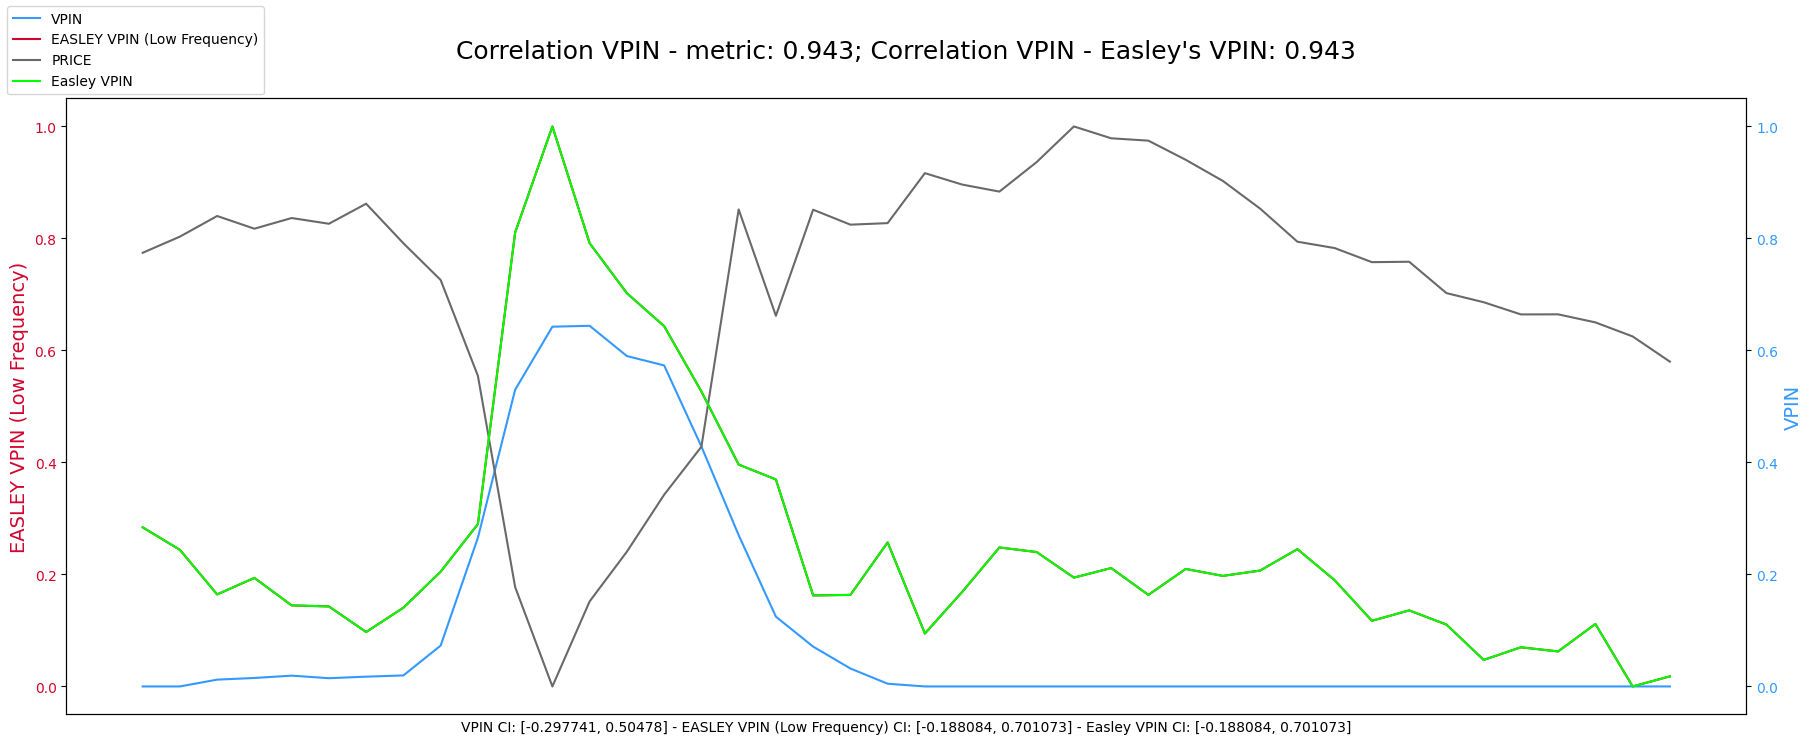 VPIN
EASLEY VPIN (Low Frequency)
PRICE
Easley VPIN
Correlation VPIN - metric: 0.943; Correlation VPIN - Easley's VPIN: 0.943
EASLEY VPIN (Low Frequency)
1.0
0.8
0.6
0.4
0.2
0.0
1.0
0.8
0.6
0.4
0.2
0.0
VPIN
VPIN CI: [-0.297741, 0.50478] - EASLEY VPIN (Low Frequency) CI: [-0.188084, 0.701073] - Easley VPIN CI: [-0.188084, 0.701073]